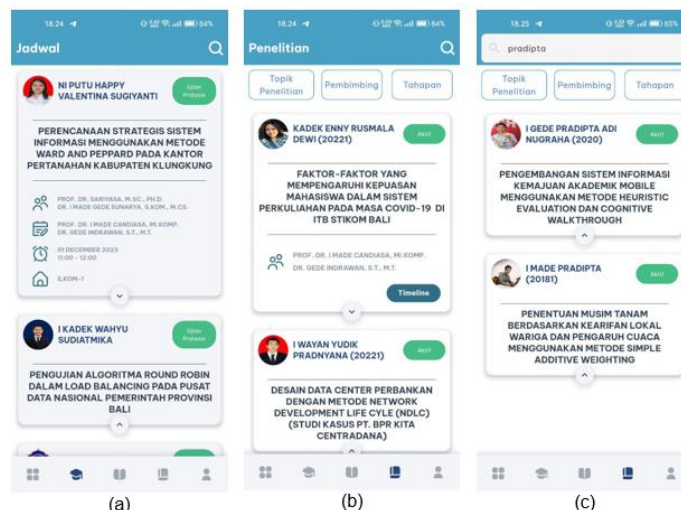 18.24
84%
Jadwal
NI PUTU HAPPY
VALENTINA SUGIYANTI
Ujian
Pratesis
PERENCANAAN STRATEGIS SISTEM
INFORMASI MENGGUNAKAN METODE
WARD AND PEPPARD PADA KANTOR
PERTANAHAN KABUPATEN KLUNGKUNG
PROF. DR. SARIYASA, M.SC., PH.D.
DR. I MADE GEDE SUNARYA, S.KOM., M.CS.
PROF. DR. I MADE CANDIASA, MI.KOMP.
DR. GEDE INDRAWAN, S.T., M.T.
01 DECEMBER 2023
11:00 - 12:00
ILKOM-1
I KADEK WAHYU
SUDIATMIKA
Ujian
Pratesis
PENGUJIAN ALGORITMA ROUND ROBIN
DALAM LOAD BALANCING PADA PUSAT
DATA NASIONAL PEMERINTAH PROVINSI
BALI
(a)
18.24
84%
Penelitian
Topik
Penelitian
Pembimbing
Tahapan
KADEK ENNY RUSMALA
DEWI (20221)
Aktif
FAKTOR-FAKTOR YANG
MEMPENGARUHI KEPUASAN
MAHASISWA DALAM SISTEM
PERKULIAHAN PADA MASA COVID-19 DI
ITB STIKOM BALI
PROF. DR. I MADE CANDIASA, MI.KOMP.
DR. GEDE INDRAWAN, S.T., M.T.
Timeline
I WAYAN YUDIK
PRADNYANA (20221)
Aktif
DESAIN DATA CENTER PERBANKAN
DENGAN METODE NETWORK
DEVELOPMENT LIFE CYLE (NDLC)
(STUDI KASUS PT. BPR KITA
CENTRADANA)
(b)
18.25
83%
pradipta
Topik
Penelitian
Pembimbing
Tahapan
I GEDE PRADIPTA ADI
NUGRAHA (2020)
Aktif
PENGEMBANGAN SISTEM INFORMASI
KEMAJUAN AKADEMIK MOBILE
MENGGUNAKAN METODE HEURISTIC
EVALUATION DAN COGNITIVE
WALKTHROUGH
I MADE PRADIPTA
(20181)
Aktif
PENENTUAN MUSIM TANAM
BERDASARKAN KEARIFAN LOKAL
WARIGA DAN PENGARUH CUACA
MENGGUNAKAN METODE SIMPLE
ADDITIVE WEIGHTING
(c)